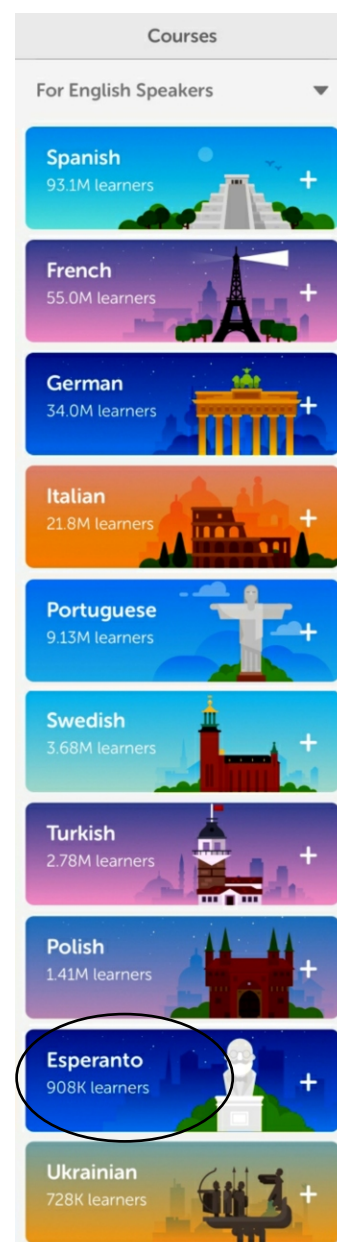 Courses
For English Speakers
Spanish
93.1M learners
French
55.0M learners
German
34.0M learners
Italian
21.8M learners
Portuguese
9.13M learners
Swedish
3.68M learners
Turkish
2.78M learners
Polish
1.41M learners
Esperanto
908K learners
Ukrainian
728K learners